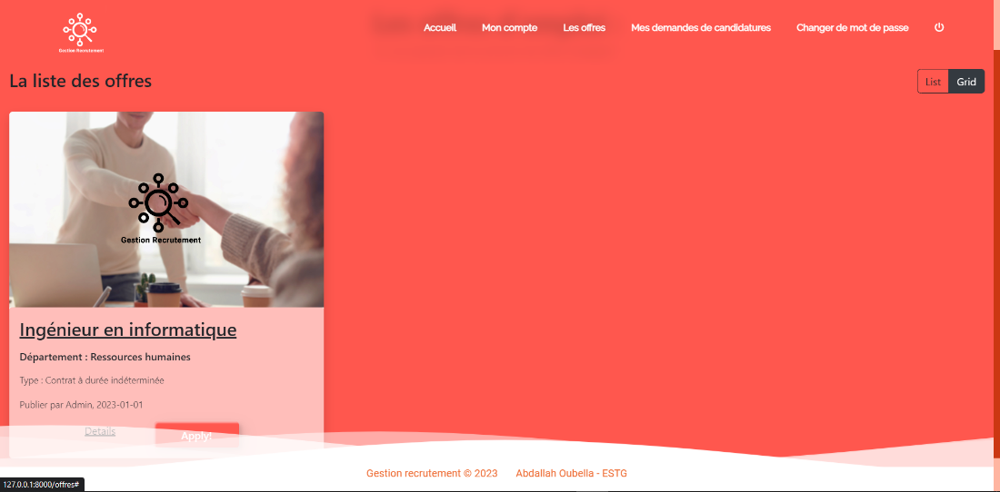 Gestion Recrutement
Accueil
Mon compte
Les offres
Mes demandes de candidatures
Changer de mot de passe
La liste des offres
List
Grid
Gestion Recrutement
Ingénieur en informatique
Département : Ressources humaines
Type : Contrat à durée indéterminée
Publier par Admin, 2023-01-01
Details
Apply!
Gestion recrutement © 2023
Abdallah Oubella - ESTG
127.0.0.1:8000/offres#